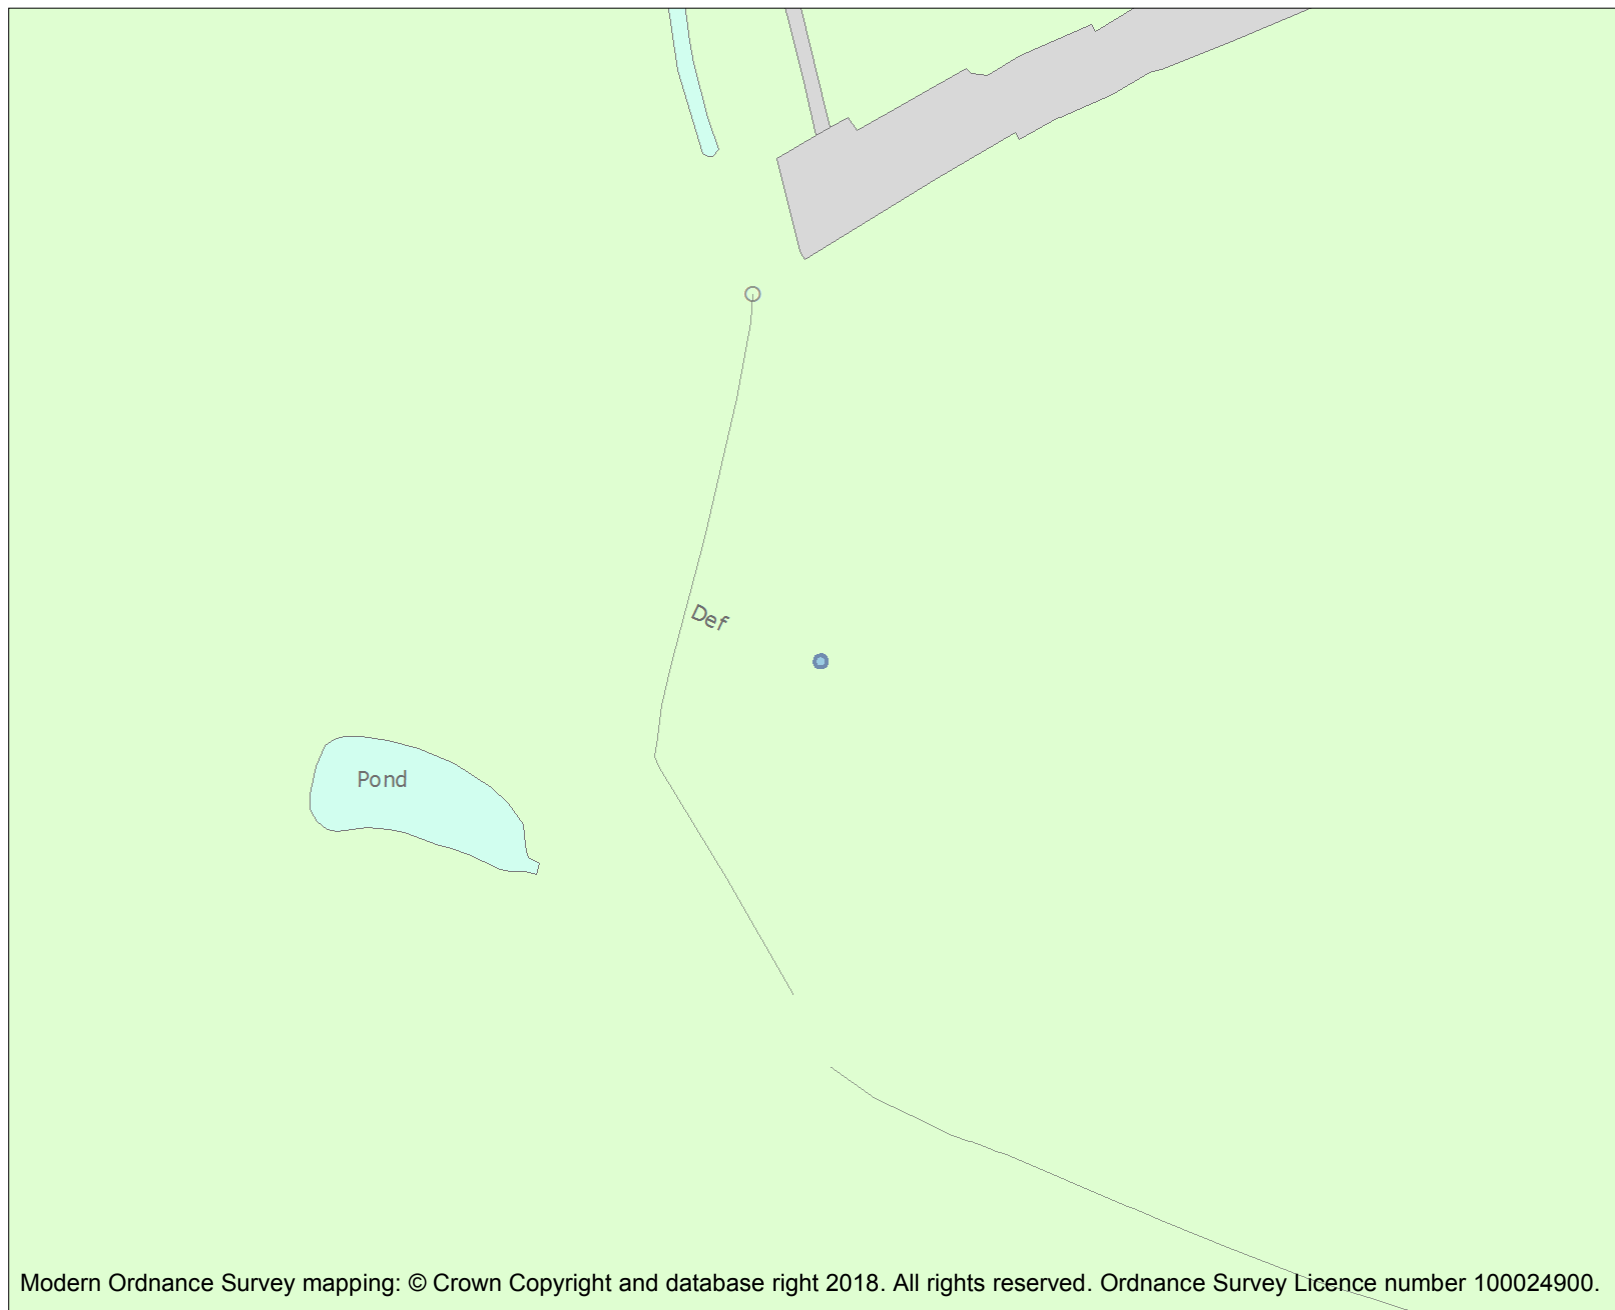 Def
Pond
Modern Ordnance Survey mapping: © Crown Copyright and database right 2018. All rights reserved. Ordnance Survey Licence number 100024900.